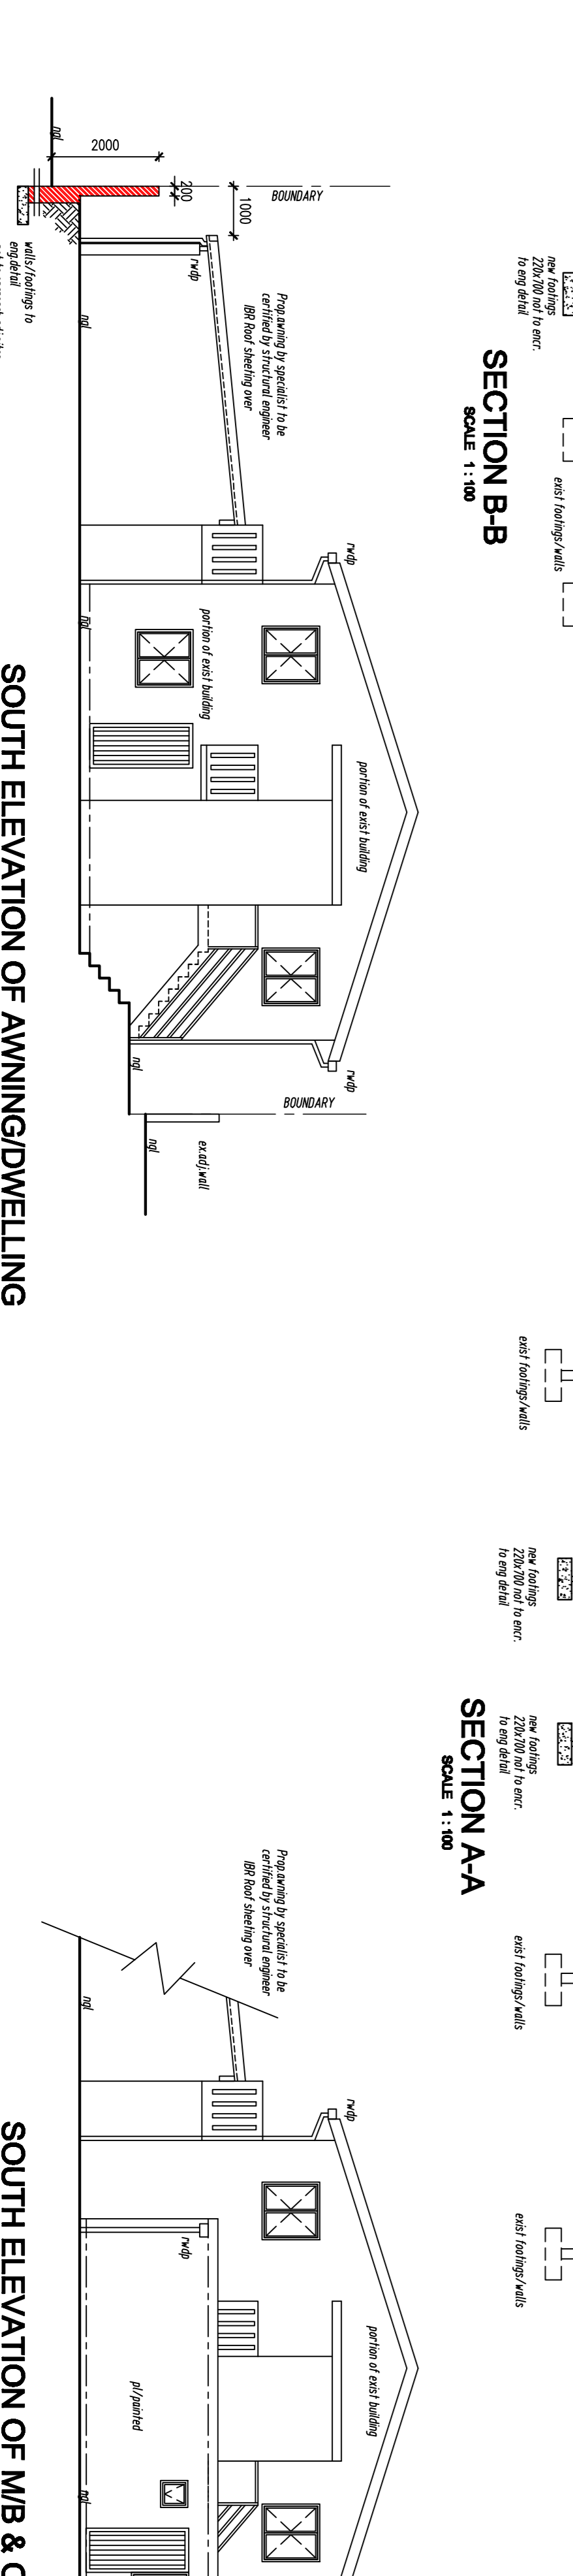 new footings
220x700 not to encr.
to eng detail
exist footings/walls
SECTION B-B
SCALE 1:100
exist footings/walls
new footings
220x700 not to encr.
to eng detail
new footings
220x700 not to encr.
to eng detail
SECTION A-A
SCALE 1:100
exist footings/walls
exist footings/walls
BOUNDARY
2000
200
1000
ngl
rwdp
Prop.awning by specialist to be
certified by structural engineer
IBR Roof sheeting over
rwdp
portion of exist building
portion of exist building
rwdp
BOUNDARY
ex.adj.wall
ngl
ngl
ngl
ngl
walls/footings to
eng.detail
SOUTH ELEVATION OF AWNING/DWELLING
Prop.awning by specialist to be
certified by structural engineer
IBR Roof sheeting over
rwdp
portion of exist building
rwdp
pl/painted
ngl
ngl
SOUTH ELEVATION OF M/B &